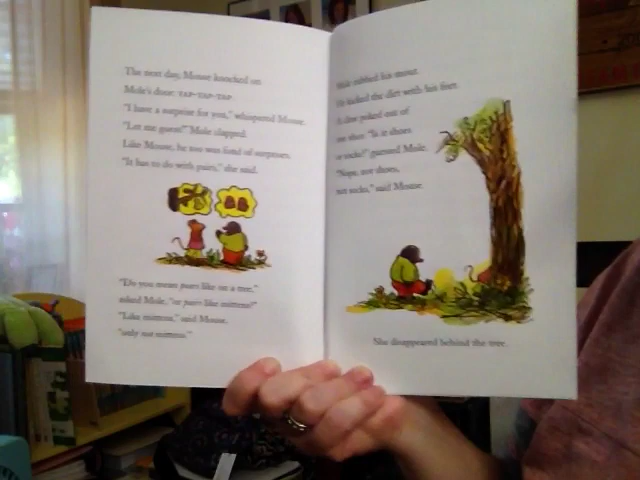 The next day, Mouse knocked on
Mole's door: TAP-TAP-TAP.
"I have a surprise for you," whispered Mouse.
"Let me guess!" Mole clapped.
Like Mouse, he too was fond of surprises.
"It has to do with pairs," she said.
"Do you mean pears like on a tree,"
asked Mole, "or pairs like mittens?"
"Like mittens," said Mouse,
"only not mittens."
Mole rubbed his snout.
He kicked the dirt with his feet.
A claw poked out of
one shoe. "Is it shoes
or socks?" guessed Mole.
"Nope, not shoes,
not socks," said Mouse.
She disappeared behind the tree.